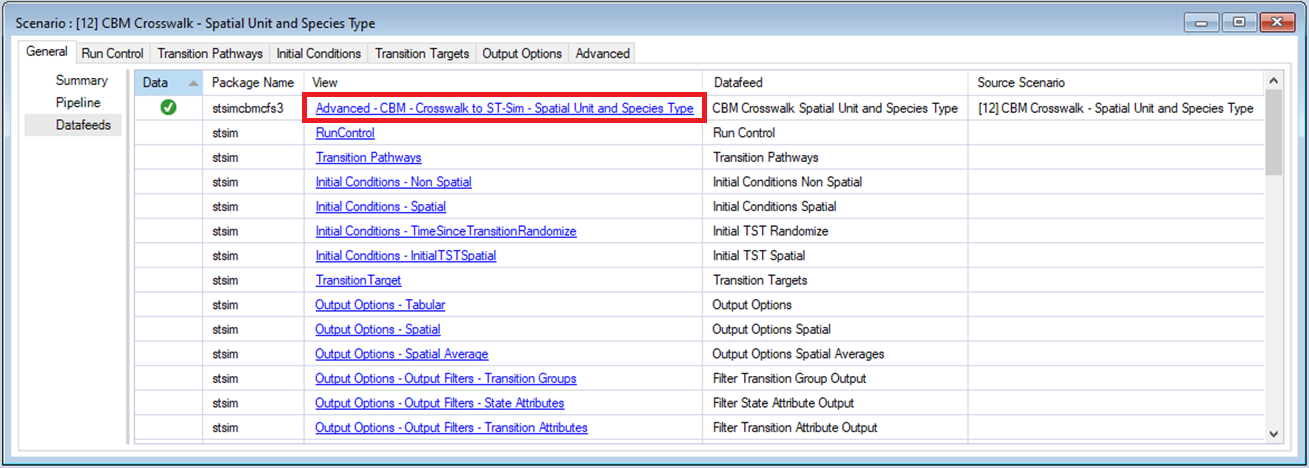 Scenario : [12] CBM Crosswalk - Spatial Unit and Species Type
General Run Control Transition Pathways Initial Conditions Transition Targets Output Options Advanced
Summary
Pipeline
Datafeeds
Data Package Name View Datafeed Source Scenario
stsimcbmcfs3 Advanced - CBM - Crosswalk to ST-Sim - Spatial Unit and Species Type CBM Crosswalk Spatial Unit and Species Type [12] CBM Crosswalk - Spatial Unit and Species Type
stsim RunControl Run Control
stsim Transition Pathways Transition Pathways
stsim Initial Conditions - Non Spatial Initial Conditions Non Spatial
stsim Initial Conditions - Spatial Initial Conditions Spatial
stsim Initial Conditions - TimeSinceTransitionRandomize Initial TST Randomize
stsim Initial Conditions - InitialTSTSpatial Initial TST Spatial
stsim TransitionTarget Transition Targets
stsim Output Options - Tabular Output Options
stsim Output Options - Spatial Output Options Spatial
stsim Output Options - Spatial Average Output Options Spatial Averages
stsim Output Options - Output Filters - Transition Groups Filter Transition Group Output
stsim Output Options - Output Filters - State Attributes Filter State Attribute Output
stsim Output Options - Output Filters - Transition Attributes Filter Transition Attribute Output